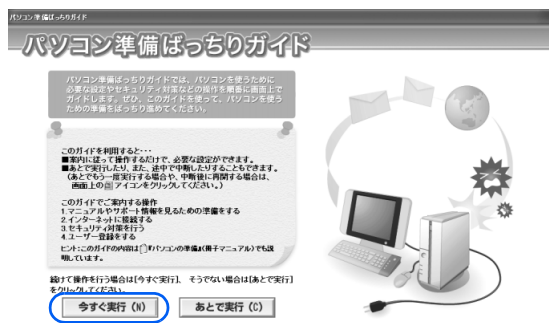 パソコン準備ばっちりガイド
パソコン準備ばっちりガイド
パソコン準備ばっちりガイドでは、パソコンを使うために
必要な設定やセキュリティ対策などの操作を順番に画面上で
ガイドします。ぜひ、このガイドを使って、パソコンを使う
ための準備をばっちり進めてください。
このガイドを利用すると・・・
■案内に従って操作するだけで、必要な設定ができます。
■あとで実行したり、また、途中で中断したりすることもできます。
(あとでもう一度実行する場合や、中断後に再開する場合は、
画面上の アイコンをクリックしてください。)
このガイドでご案内する操作
1.マニュアルやサポート情報を見るための準備をする
2.インターネットに接続する
3.セキュリティ対策を行う
4.ユーザー登録をする
ヒント:このガイドの内容は『パソコンの準備』(冊子マニュアル)でも説
明しています。
続けて操作を行う場合は[今すぐ実行]、そうでない場合は[あとで実行]
をクリックしてください。
今すぐ実行 (N) あとで実行 (C)